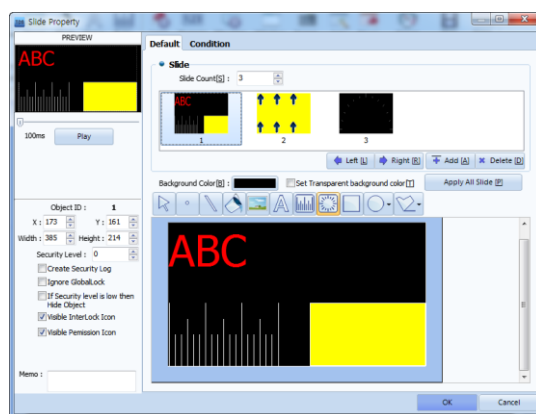 Slide Property
PREVIEW
ABC
100ms
Play
Object ID : 1
X : 173 Y : 161
Width : 385 Height : 214
Security Level : 0
Create Security Log
Ignore GlobalLock
If Security level is low then
Hide Object
Visible InterLock Icon
Visible Pemission Icon
Memo :
Default Condition
Slide
Slide Count[S] : 3
ABC
1 2 3
Left [L] Right [R] Add [A] Delete [D]
Background Color[B] : Set Transparent background color[T] Apply All Slide [P]
A
ABC
OK Cancel